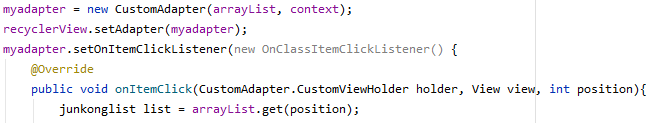 myadapter = new CustomAdapter(arrayList, context);
recyclerView.setAdapter(myadapter);
myadapter.setOnItemClickListener(new OnClassItemClickListener() {
@Override
public void onItemClick(CustomAdapter.CustomViewHolder holder, View view, int position){
junkonglist list = arrayList.get(position);